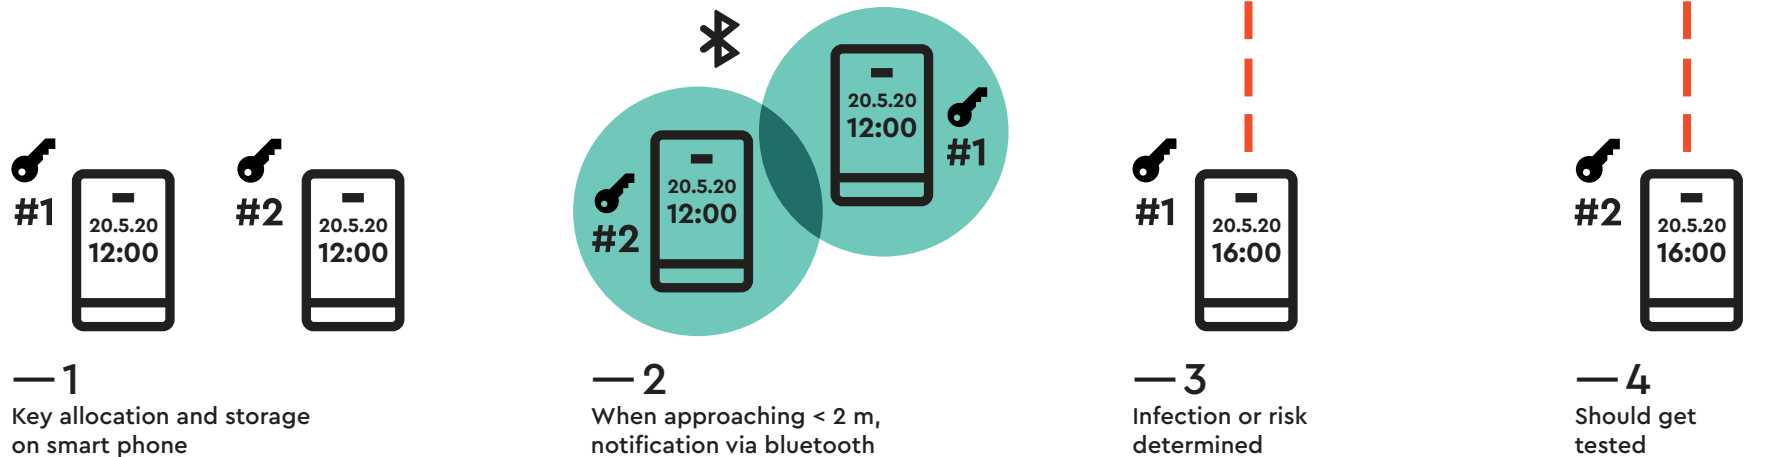 #1
20.5.20
12:00
#2
20.5.20
12:00
—1
Key allocation and storage
on smart phone
#2
20.5.20
12:00
20.5.20
12:00
#1
—2
When approaching < 2 m,
notification via bluetooth
#1
20.5.20
16:00
—3
Infection or risk
determined
#2
20.5.20
16:00
—4
Should get
tested